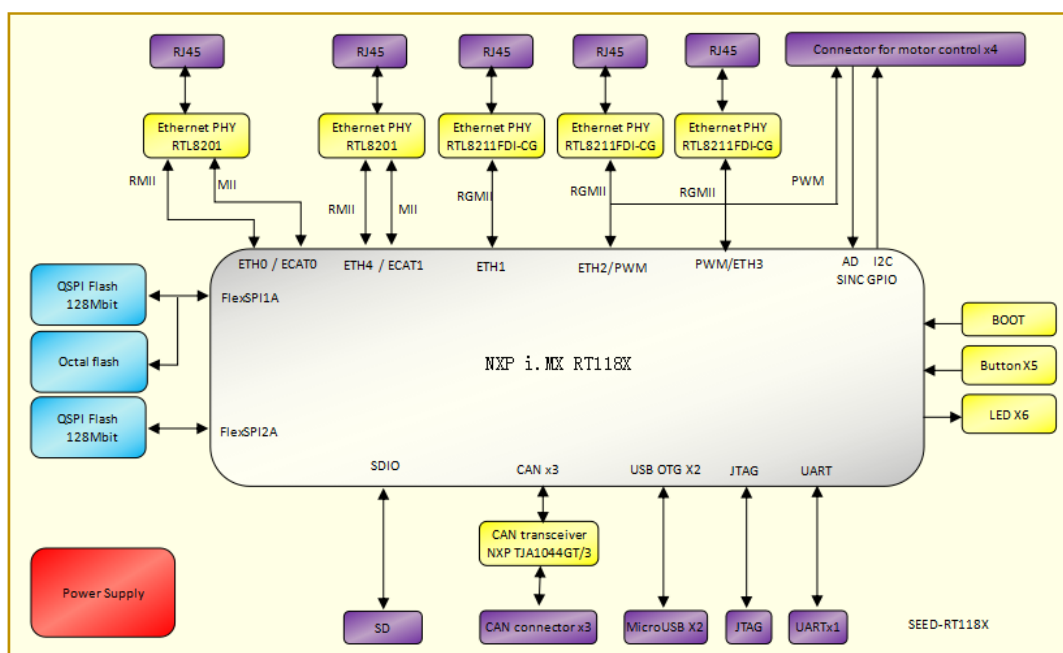 RJ45
RJ45
RJ45
RJ45
RJ45
Connector for motor control x4
Ethernet PHY
RTL8201
Ethernet PHY
RTL8201
Ethernet PHY
RTL8211FDI-CG
Ethernet PHY
RTL8211FDI-CG
Ethernet PHY
RTL8211FDI-CG
RMII
MII
RMII
MII
RGMII
RGMII
RGMII
PWM
ETH0 / ECAT0
ETH4 / ECAT1
ETH1
ETH2/PWM
PWM/ETH3
AD
SINC
I2C
GPIO
QSPI Flash
128Mbit
FlexSPI1A
Octal flash
QSPI Flash
128Mbit
FlexSPI2A
NXP i.MX RT118X
BOOT
Button X5
LED X6
SDIO
CAN x3
USB OTG X2
JTAG
UART
CAN transceiver
NXP TJA1044GT/3
Power Supply
SD
CAN connector x3
MicroUSB X2
JTAG
UARTx1
SEED-RT118X